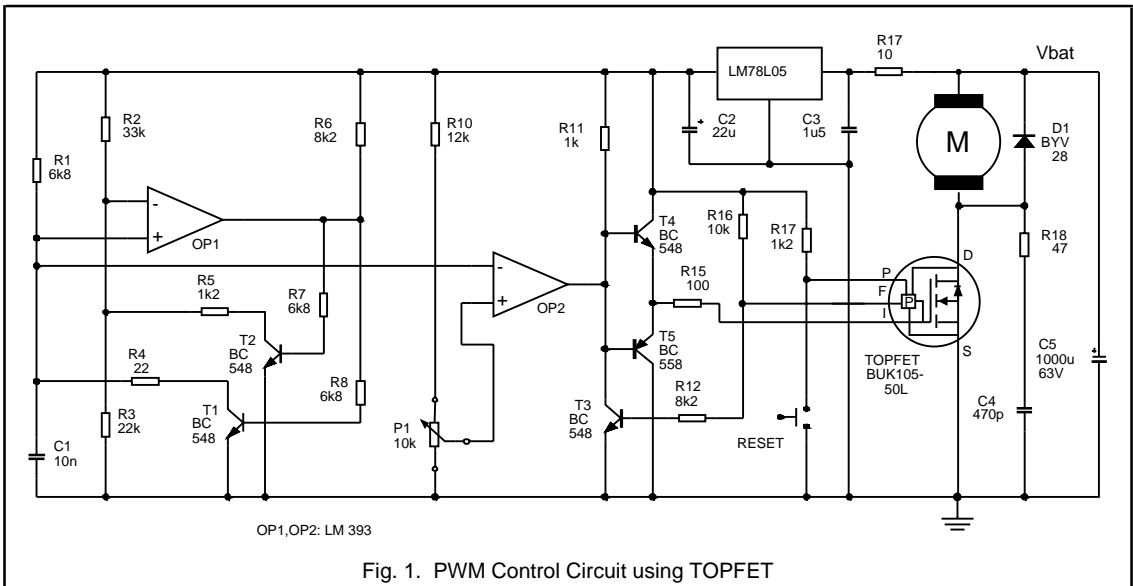 R17
10
Vbat
LM78L05
R2
33k
R6
8k2
R10
12k
R11
1k
C2
22u
+
C3
1u5
D1
BYV
28
M
R1
6k8
-
+
OP1
T4
BC
548
R16
10k
R17
1k2
R18
47
-
+
OP2
R5
1k2
R7
6k8
R15
100
P
F
I
P
D
S
T2
BC
548
T5
BC
558
TOPFET
BUK105-
50L
C5
1000u
63V
+
R4
22
R8
6k8
R12
8k2
C4
470p
R3
22k
T1
BC
548
P1
10k
T3
BC
548
RESET
C1
10n
OP1,OP2: LM 393
Fig. 1. PWM Control Circuit using TOPFET